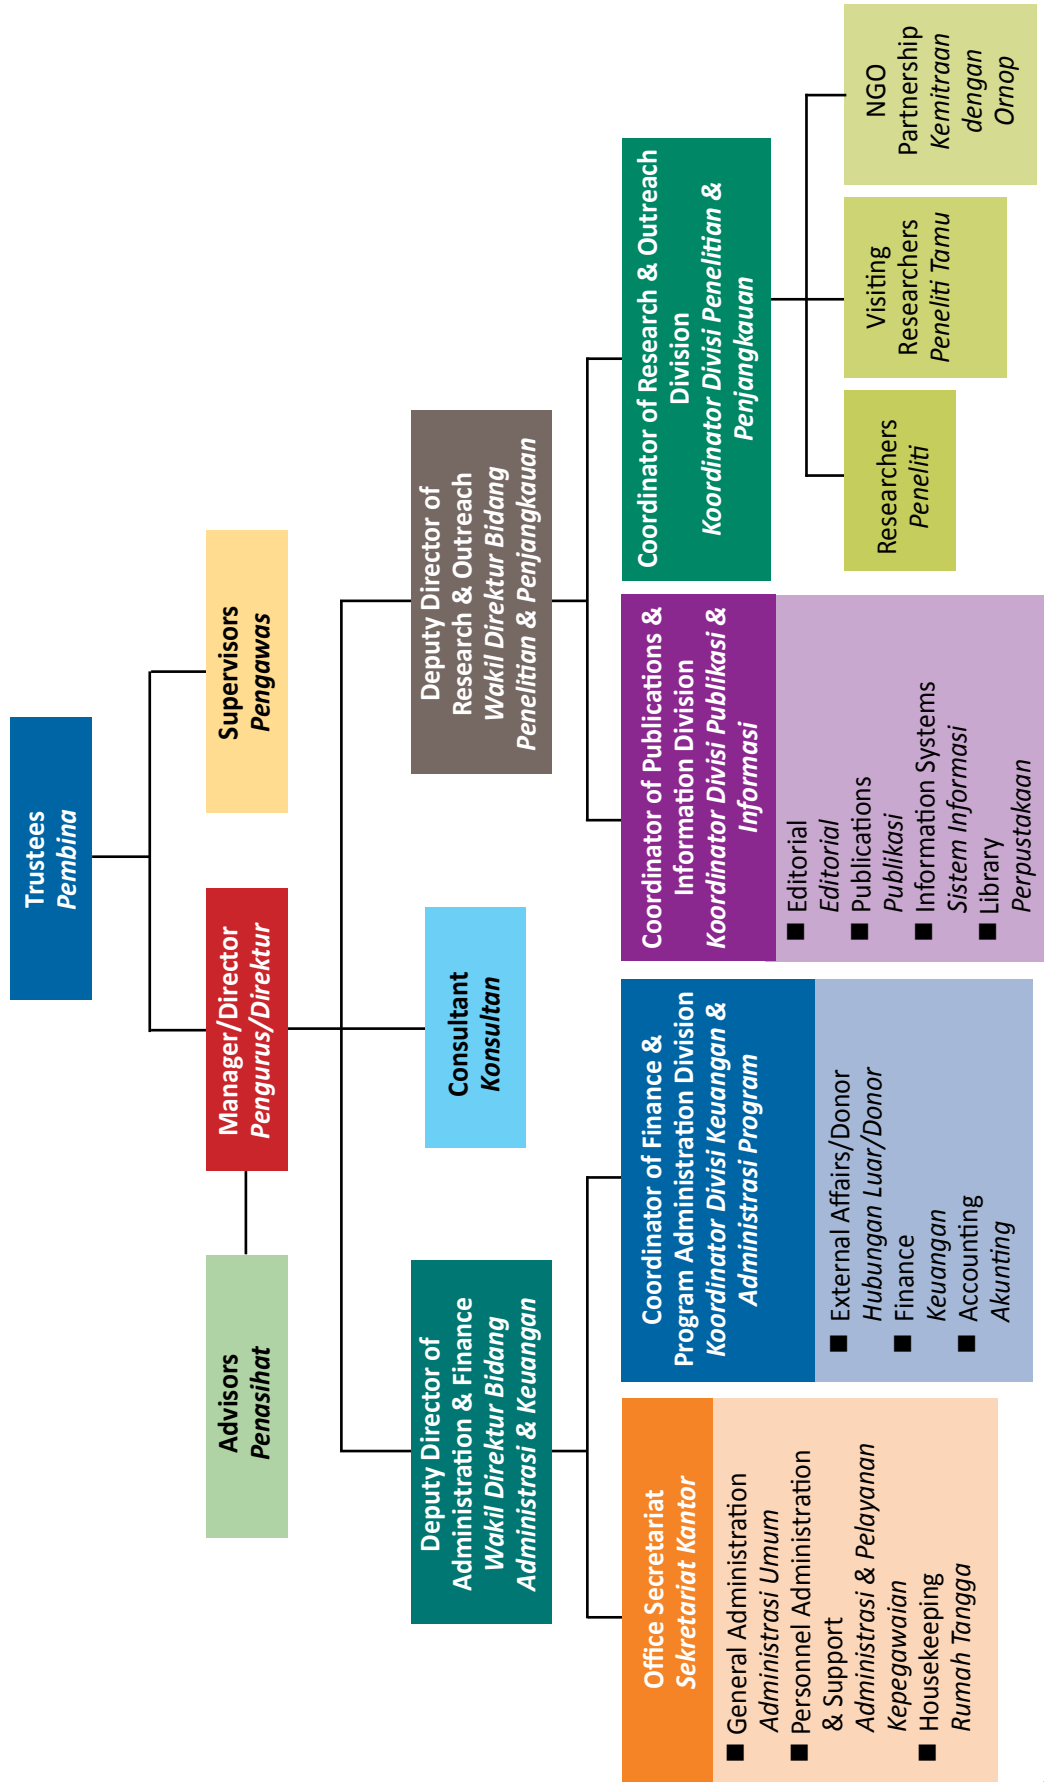 Trustees
Pembina
Advisors
Penasihat
Manager/Director
Pengurus/Direktur
Supervisors
Pengawas
Deputy Director of
Administration & Finance
Wakil Direktur Bidang
Administrasi & Keuangan
Consultant
Konsultan
Deputy Director of
Research & Outreach
Wakil Direktur Bidang
Penelitian & Penjangkauan
Office Secretariat
Sekretariat Kantor
■ General Administration
Administrasi Umum
■ Personnel Administration
& Support
Administrasi & Pelayanan
Kepegawaian
■ Housekeeping
Rumah Tangga
Coordinator of Finance &
Program Administration Division
Koordinator Divisi Keuangan &
Administrasi Program
■ External Affairs/Donor
Hubungan Luar/Donor
■ Finance
Keuangan
■ Accounting
Akunting
Coordinator of Publications &
Information Division
Koordinator Divisi Publikasi &
Informasi
■ Editorial
Editorial
■ Publications
Publikasi
■ Information Systems
Sistem Informasi
■ Library
Perpustakaan
Coordinator of Research & Outreach
Division
Koordinator Divisi Penelitian &
Penjangkauan
Researchers
Peneliti
Visiting
Researchers
Peneliti Tamu
NGO
Partnership
Kemitraan
dengan
Ornop